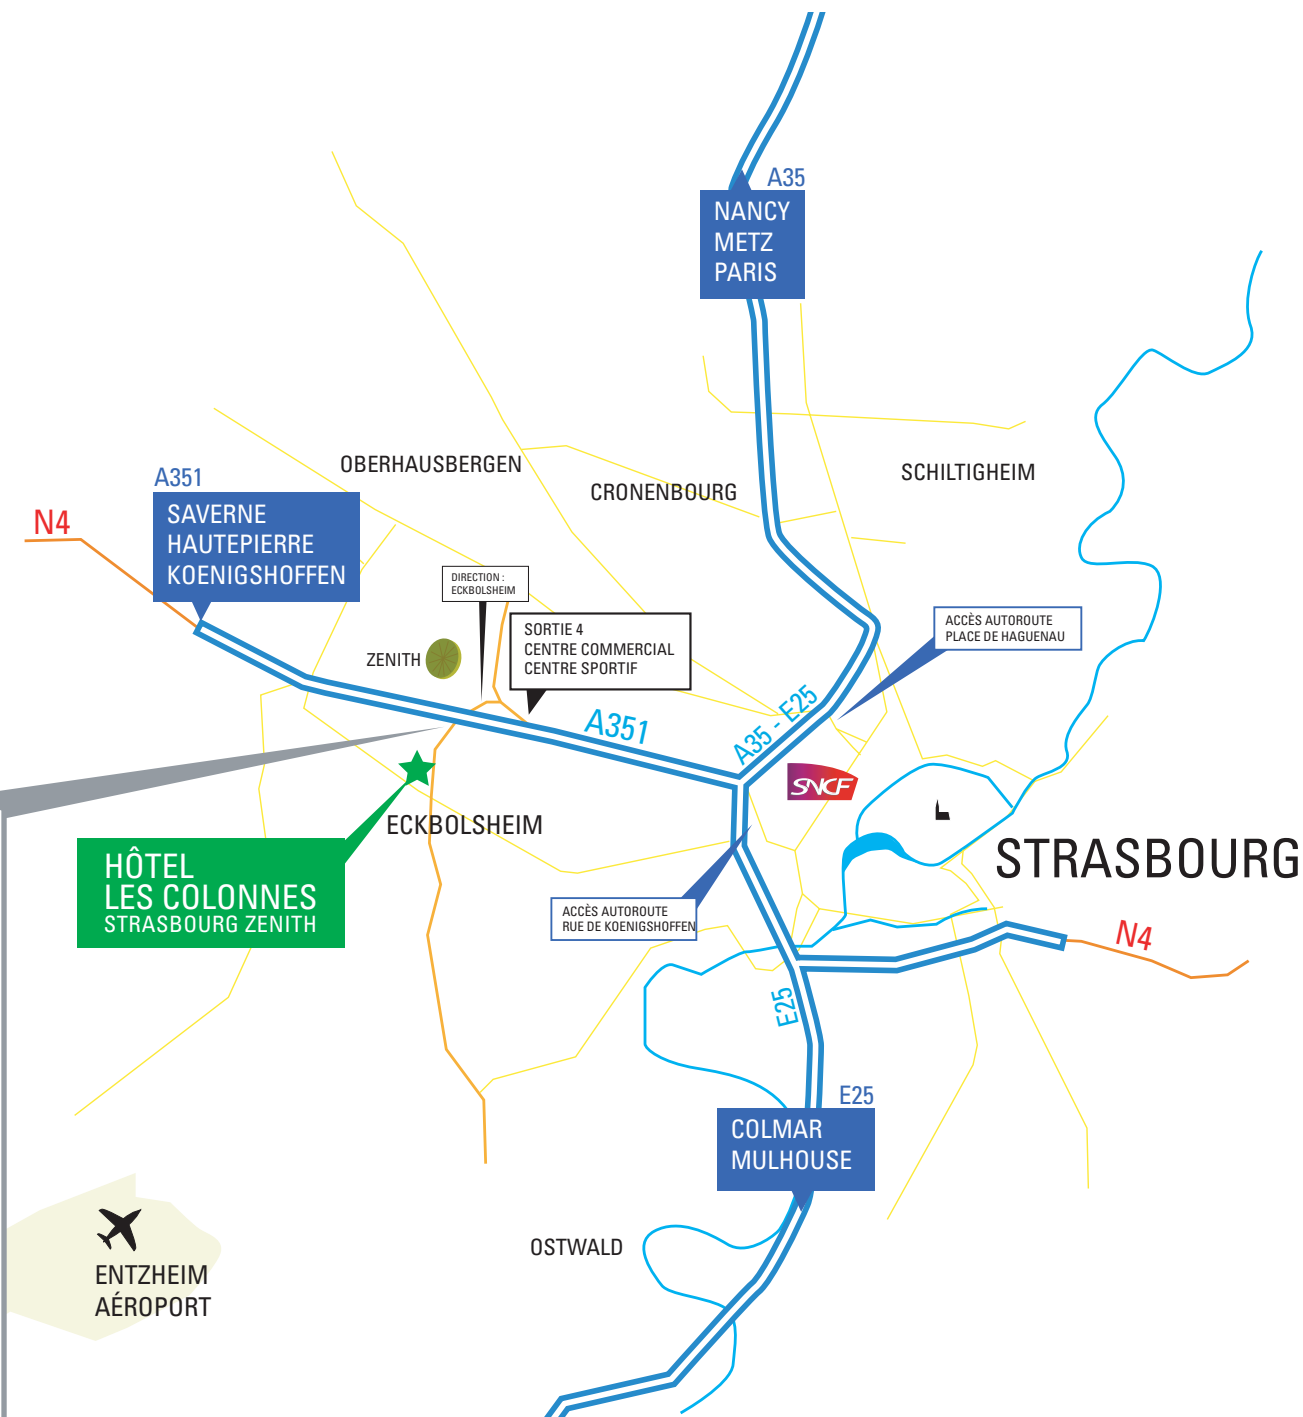 A35
NANCY
METZ
PARIS
OBERHAUSBERGEN
CRONENBOURG
SCHILTIGHEIM
A351
SAVERNE
HAUTEPIERRE
KOENIGSHOFFEN
N4
DIRECTION :
ECKBOLSHEIM
SORTIE 4
CENTRE COMMERCIAL
CENTRE SPORTIF
ZENITH
ACCÈS AUTOROUTE
PLACE DE HAGUENAU
A351
A35 - E25
SNCF
ECKBOLSHEIM
STRASBOURG
HÔTEL
LES COLONNES
STRASBOURG ZENITH
ACCÈS AUTOROUTE
RUE DE KOENIGSHOFFEN
N4
E25
E25
COLMAR
MULHOUSE
OSTWALD
ENTZHEIM
AÉROPORT